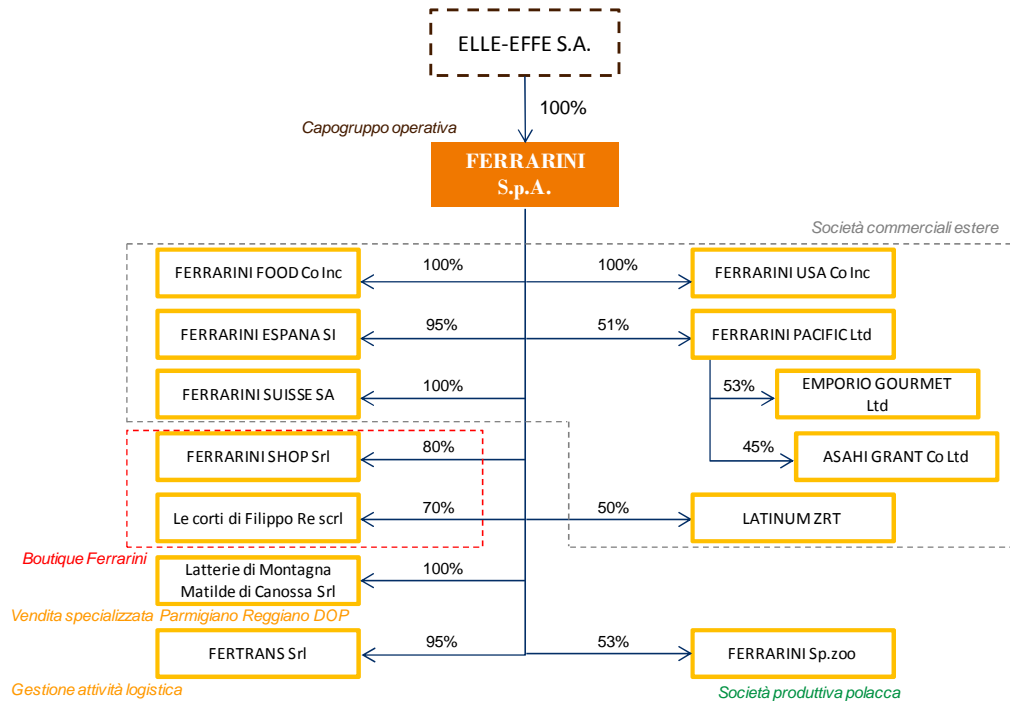 ELLE-EFFE S.A.
100%
Capogruppo operativa
FERRARINI
S.p.A.
Società commerciali estere
FERRARINI FOOD Co Inc
100%
100%
FERRARINI USA Co Inc
FERRARINI ESPANA SI
95%
51%
FERRARINI PACIFIC Ltd
FERRARINI SUISSE SA
100%
53%
EMPORIO GOURMET
Ltd
FERRARINI SHOP Srl
80%
45%
ASAHI GRANT Co Ltd
Le corti di Filippo Re scrl
70%
50%
LATINUM ZRT
Boutique Ferrarini
Latterie di Montagna
Matilde di Canossa Srl
100%
Vendita specializzata Parmigiano Reggiano DOP
FERTRANS Srl
95%
53%
FERRARINI Sp.zoo
Gestione attività logistica
Società produttiva polacca